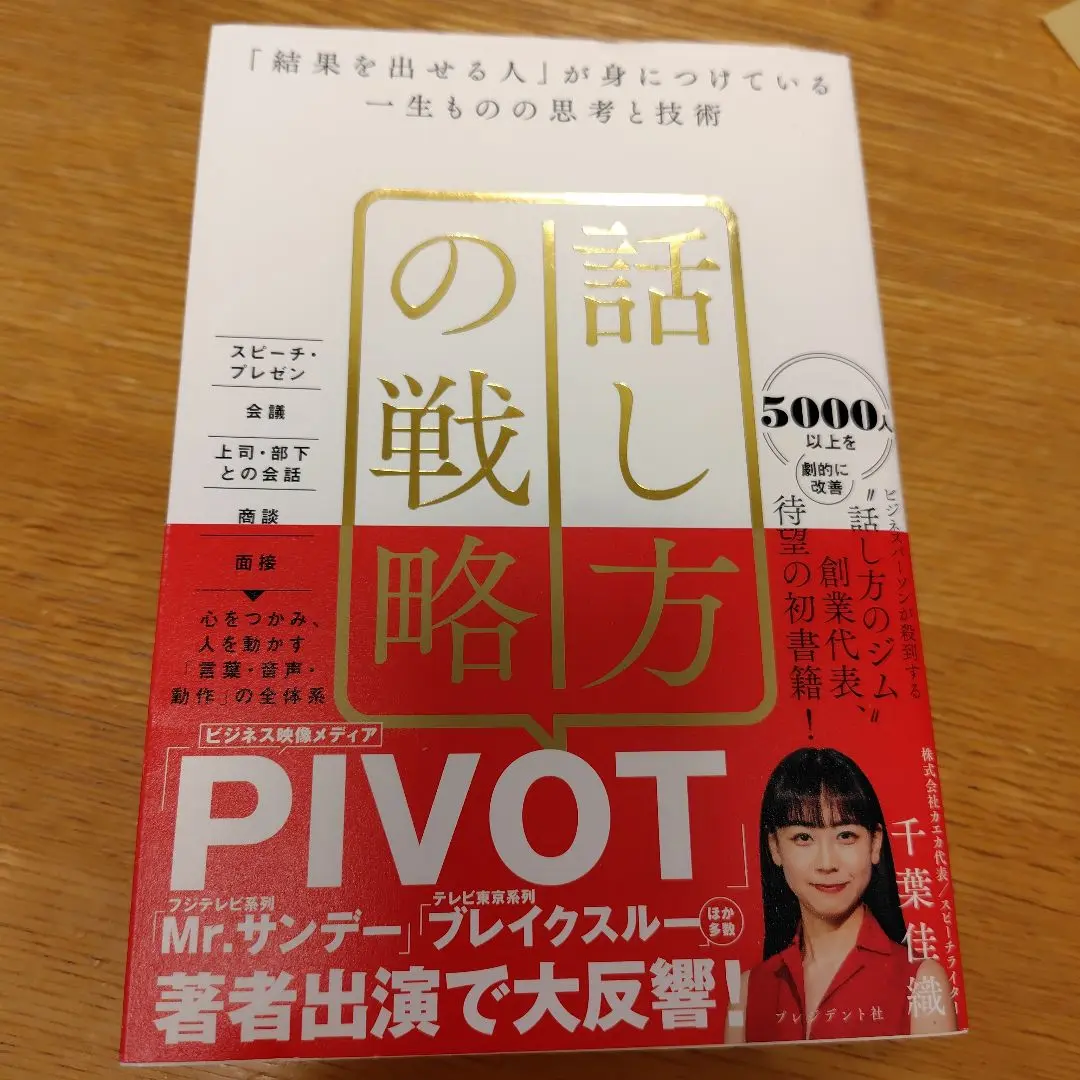 「結果を出せる人」が身につけている
一生ものの思考と技術
話し方
の戦略
スピーチ・
プレゼン
会議
上司・部下
との会話
商談
面接
心をつかみ、
人を動かす
「言葉・音声・
動作」の全体系
5000人
以上を
劇的に
改善
ビジネスパーソンが殺到する
"話し方のジム"
創業代表、
待望の初書籍!
株式会社カエカ代表/スピーチライター
千葉佳織
プレジデント社
ビジネス映像メディア
「PIVOT」
フジテレビ系列
「Mr.サンデー」
テレビ東京系列
「ブレイクスルー」
ほか
多数
著者出演で大反響!